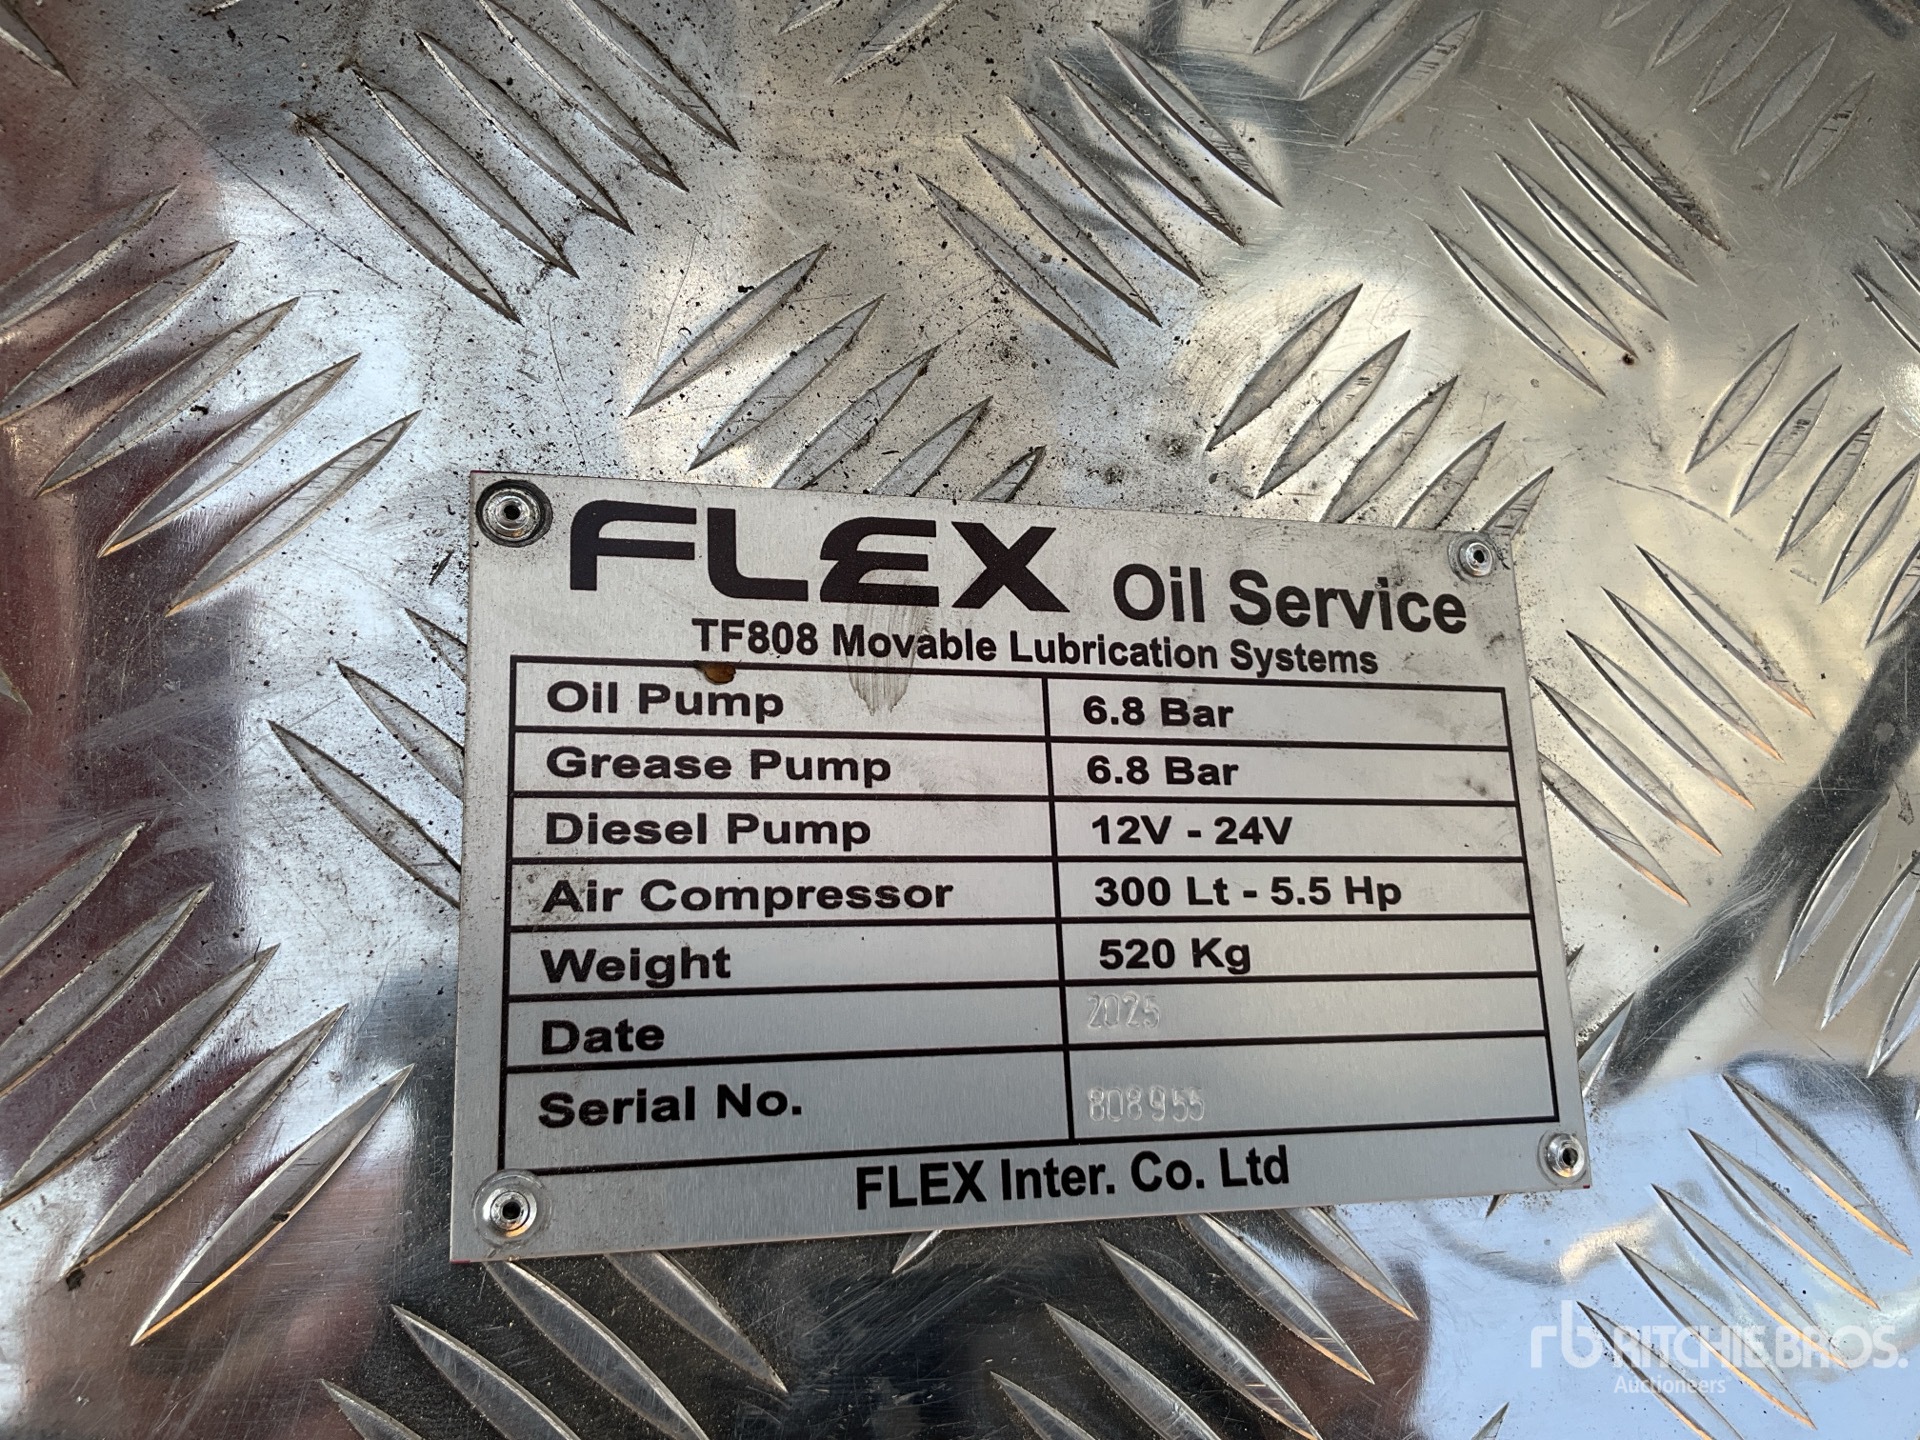 FLEX Oil Service
TF808 Movable Lubrication Systems
Oil Pump 6.8 Bar
Grease Pump 6.8 Bar
Diesel Pump 12V - 24V
Air Compressor 300 Lt - 5.5 Hp
Weight 520 Kg
Date 2025
Serial No. 808955
FLEX Inter. Co. Ltd
rb RITCHIE BROS.
Auctioneers